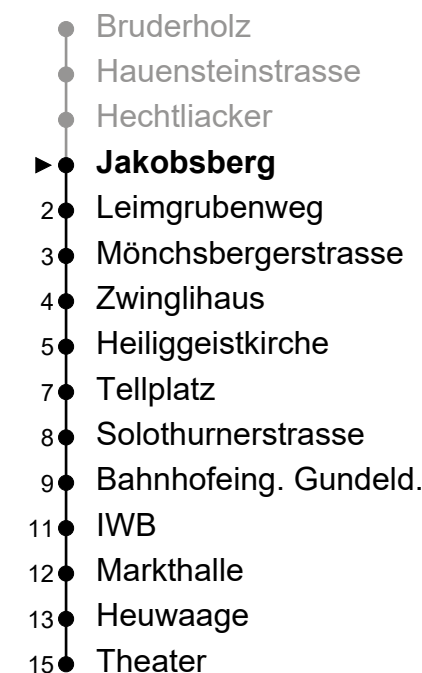 Bruderholz
Hauensteinstrasse
Hechtliacker
Jakobsberg
2 Leimgrubenweg
3 Mönchsbergerstrasse
4 Zwinglihaus
5 Heiliggeistkirche
7 Tellplatz
8 Solothurnerstrasse
9 Bahnhofeing. Gundeld.
11 IWB
12 Markthalle
13 Heuwaage
15 Theater